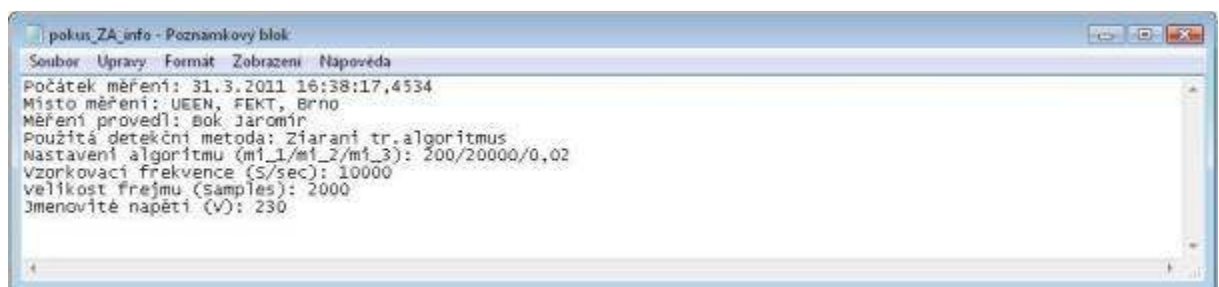 pokus_ZA_info - Poznámkový blok
Soubor Úpravy Formát Zobrazení Nápověda
Počátek měření: 31.3.2011 16:38:17,4534
Místo měření: UEEN, FEKT, Brno
Měření provedl: Bok Jaromír
Použitá detekční metoda: Ziarani tr.algoritmus
Nastavení algoritmu (mi_1/mi_2/mi_3): 200/20000/0,02
Vzorkovací frekvence (S/sec): 10000
Velikost frejmu (Samples): 2000
Jmenovité napětí (V): 230